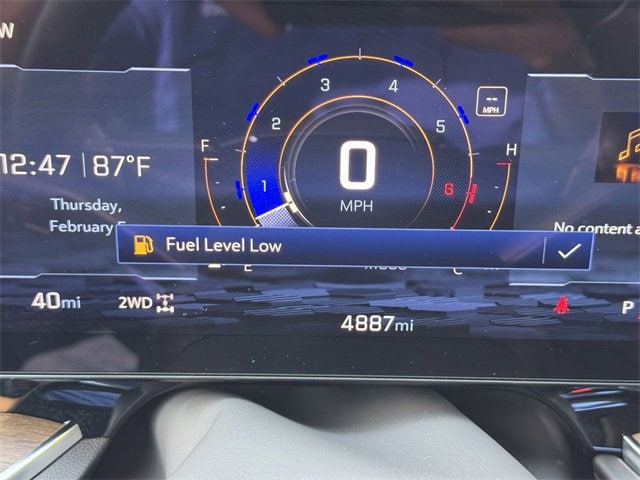 W
3 4
2 5
F H
12:47 87°F
1 6
0
MPH
--
MPH
Thursday,
February
No content
Fuel Level Low
40mi 2WD
4887mi
P